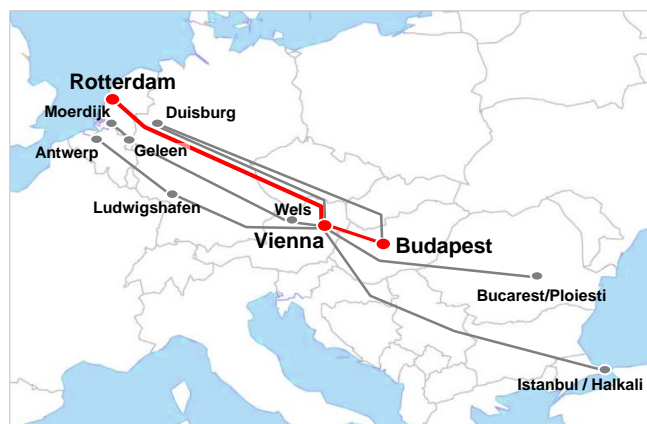 Rotterdam
Moerdijk
Duisburg
Antwerp
Geleen
Ludwigshafen
Wels
Vienna
Budapest
Bucarest/Ploiesti
Istanbul / Halkali